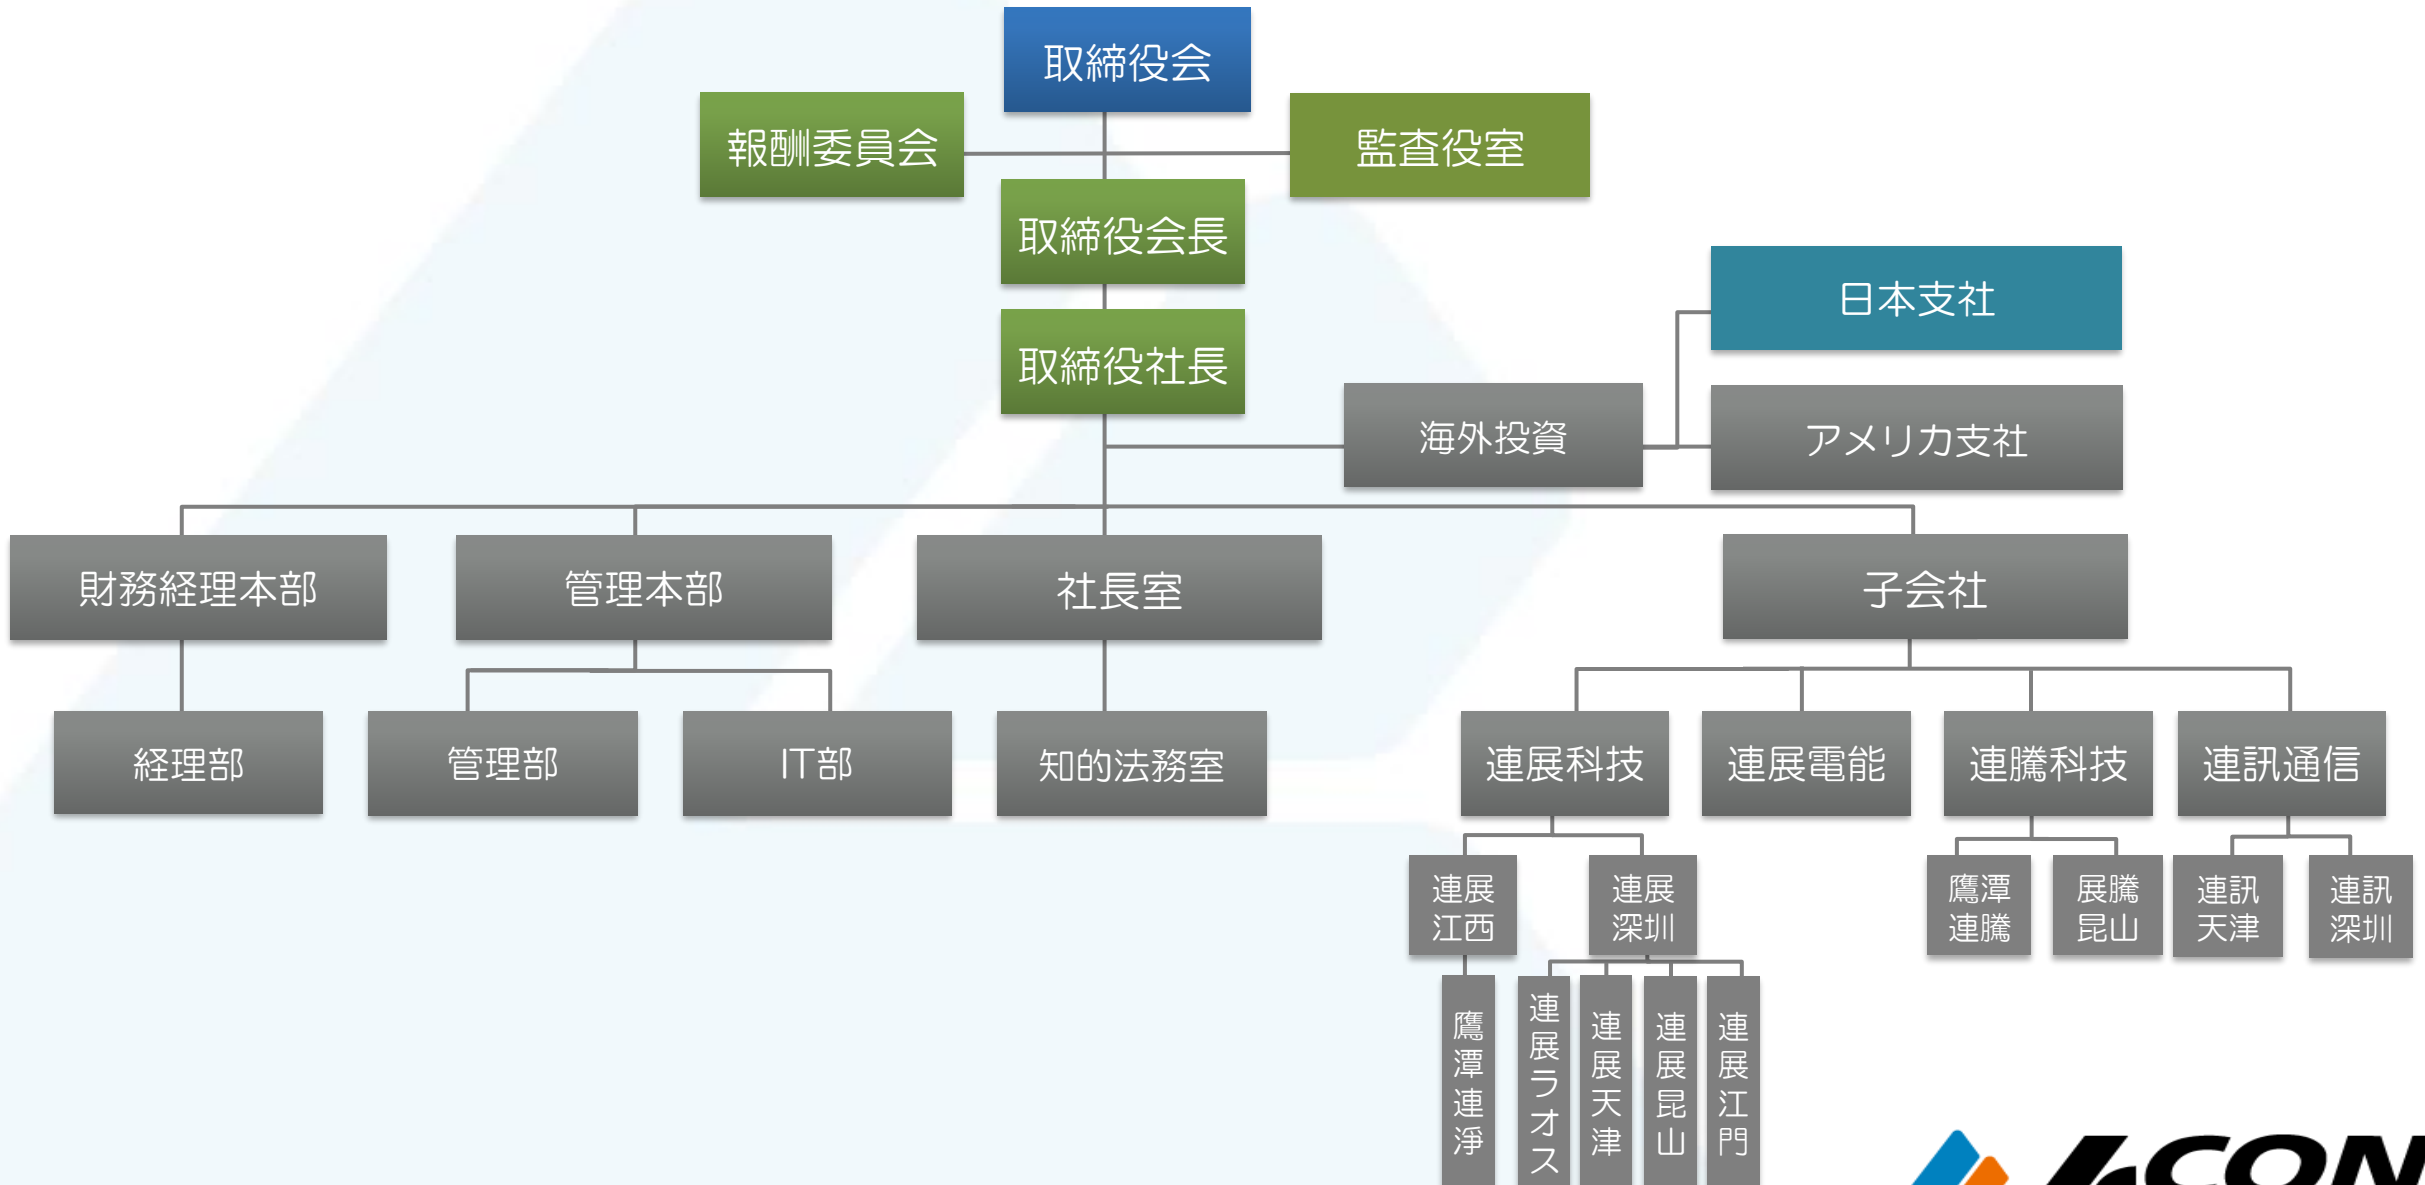 取締役会
報酬委員会
監査役室
取締役会長
日本支社
取締役社長
海外投資
アメリカ支社
財務経理本部
管理本部
社長室
子会社
経理部
管理部
IT部
知的法務室
連展科技
連展電能
連騰科技
連訊通信
連展
江西
連展
深圳
鷹潭
連騰
展騰
昆山
連訊
天津
連訊
深圳
鷹潭連淨
連展ラオス
連展天津
連展昆山
連展江門